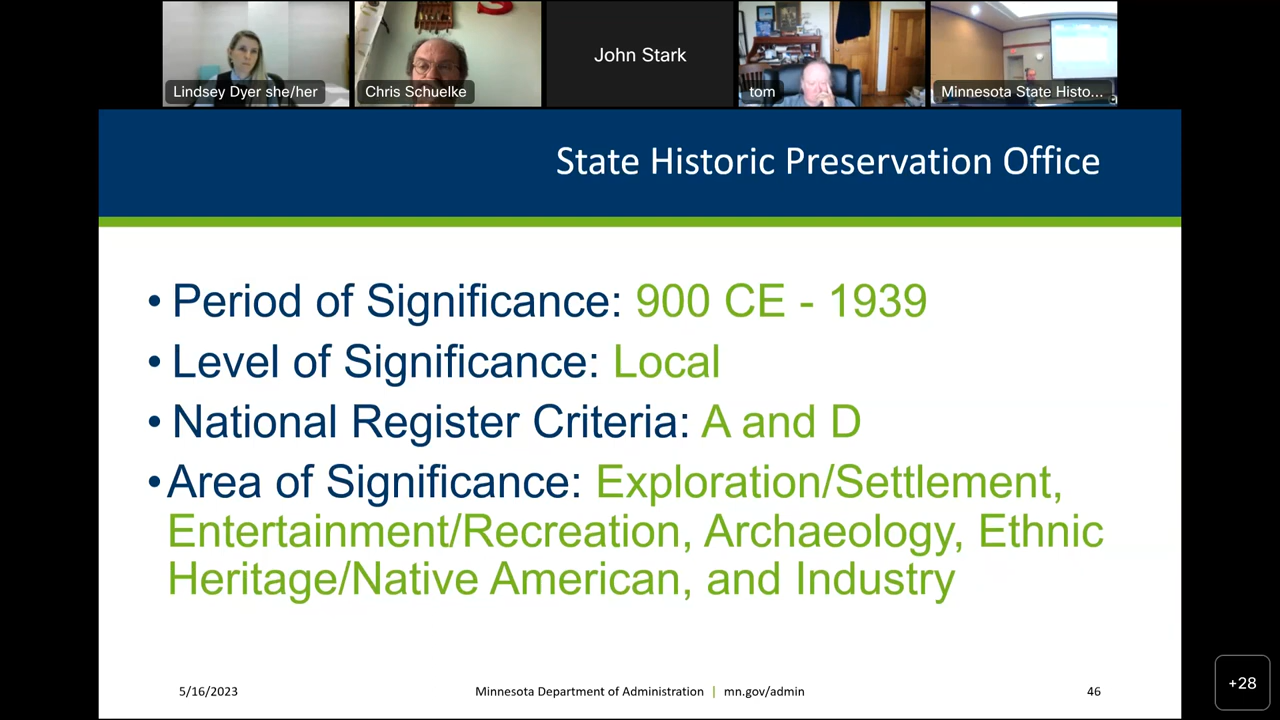 Lindsey Dyer she/her
Chris Schuelke
John Stark
tom
Minnesota State Histo...
State Historic Preservation Office
• Period of Significance: 900 CE - 1939
• Level of Significance: Local
• National Register Criteria: A and D
• Area of Significance: Exploration/Settlement,
Entertainment/Recreation, Archaeology, Ethnic
Heritage/Native American, and Industry
5/16/2023
Minnesota Department of Administration | mn.gov/admin
46
+28